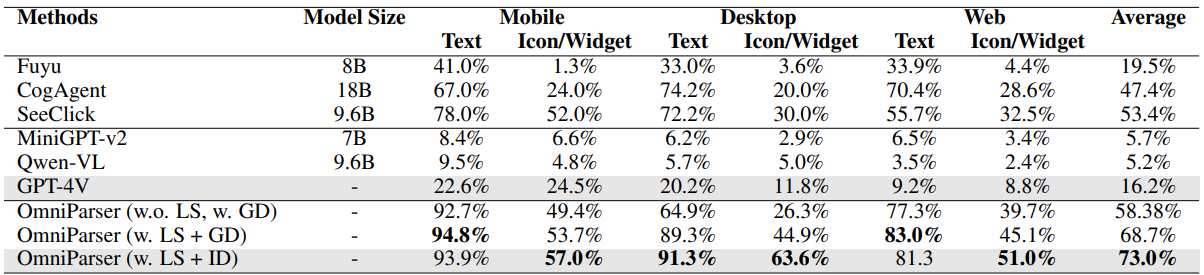 Methods Model Size Mobile Desktop Web Average
Text Icon/Widget Text Icon/Widget Text Icon/Widget
Fuyu 8B 41.0% 1.3% 33.0% 3.6% 33.9% 4.4% 19.5%
CogAgent 18B 67.0% 24.0% 74.2% 20.0% 70.4% 28.6% 47.4%
SeeClick 9.6B 78.0% 52.0% 72.2% 30.0% 55.7% 32.5% 53.4%
MiniGPT-v2 7B 8.4% 6.6% 6.2% 2.9% 6.5% 3.4% 5.7%
Qwen-VL 9.6B 9.5% 4.8% 5.7% 5.0% 3.5% 2.4% 5.2%
GPT-4V - 22.6% 24.5% 20.2% 11.8% 9.2% 8.8% 16.2%
OmniParser (w.o. LS, w. GD) - 92.7% 49.4% 64.9% 26.3% 77.3% 39.7% 58.38%
OmniParser (w. LS + GD) - 94.8% 53.7% 89.3% 44.9% 83.0% 45.1% 68.7%
OmniParser (w. LS + ID) - 93.9% 57.0% 91.3% 63.6% 81.3 51.0% 73.0%